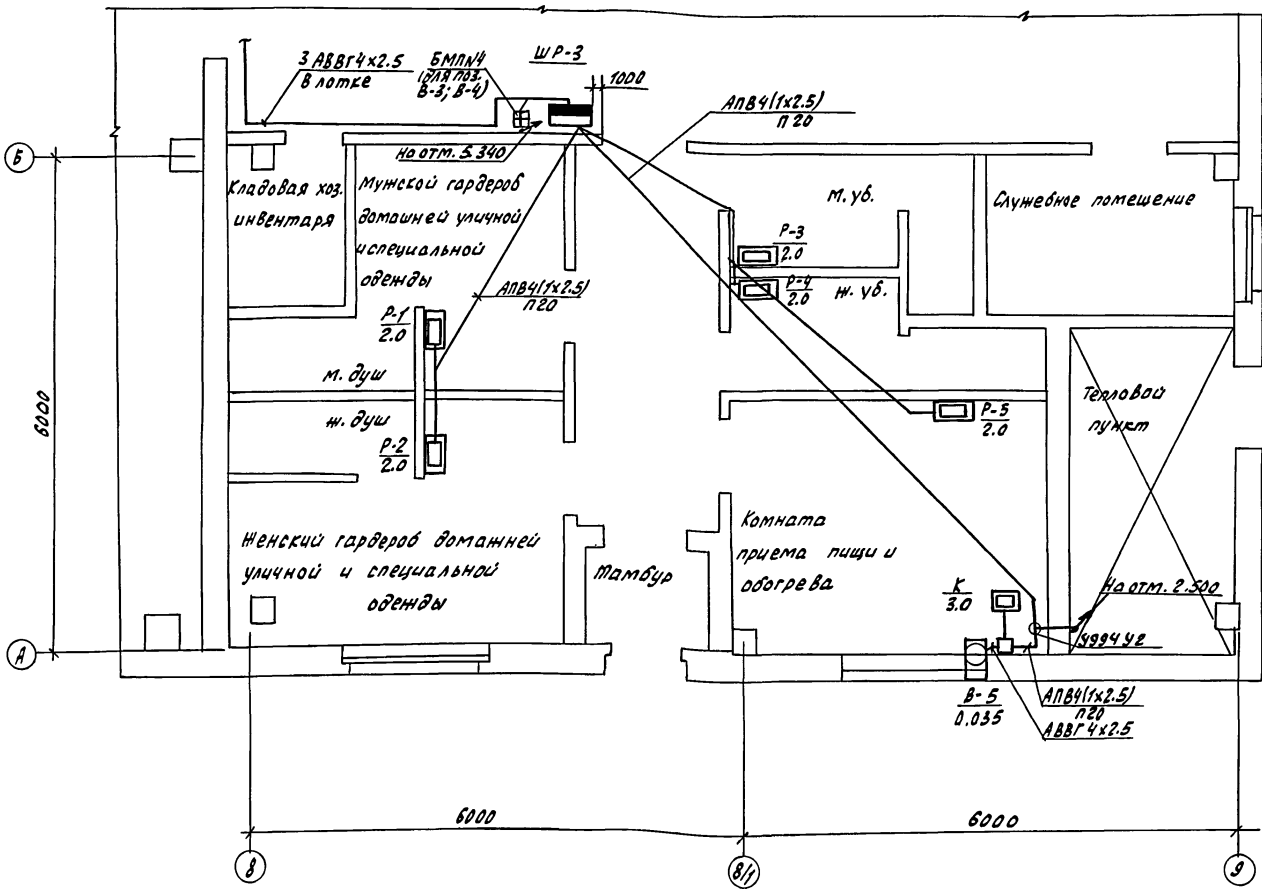 3 АВВГ4х2.5
в лотке
БМПN4
(для поз.
В-3; В-4)
ШР-3
1000
АПВ4(1х2.5)
П20
Б
на отм. 5.340
Кладовая хоз.
инвентаря
Мужской гардероб
домашней уличной
и специальной
одежды
м. уб.
Служебное помещение
Р-3
2.0
Р-4
2.0
ж. уб.
АПВ4(1х2.5)
П20
Р-1
2.0
м. душ
ж. душ
Р-2
2.0
Р-5
2.0
Тепловой
пункт
6000
Женский гардероб домашней
уличной и специальной
одежды
Тамбур
Комната
приема пищи и
обогрева
К
3.0
На отм. 2.500
У994У2
А
В-5
0.035
АПВ4(1х2.5)
П20
АВВГ4х2.5
6000
6000
8
8/1
9